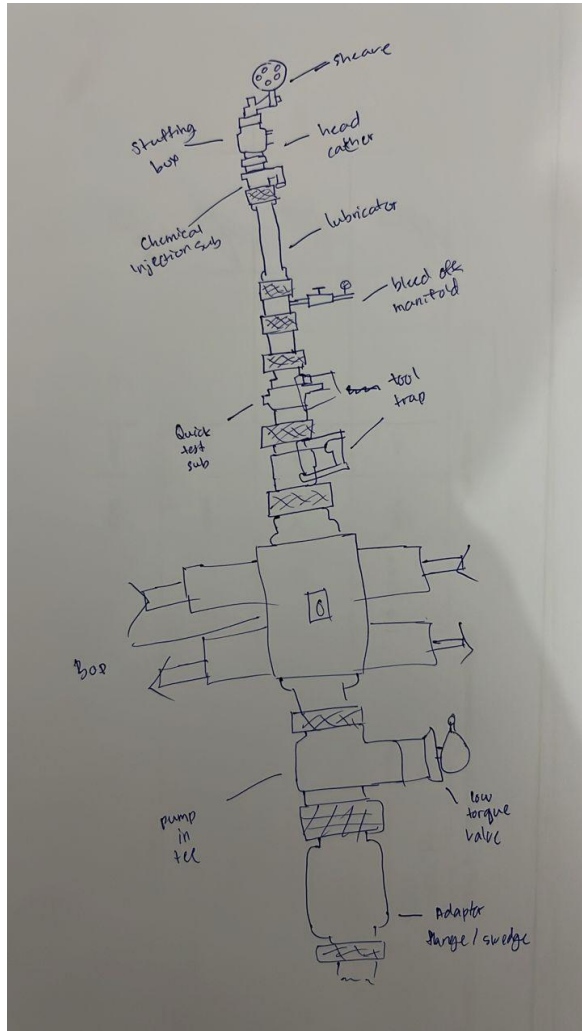 sheave
stuffing
box
head
cather
chemical
injection sub
lubricator
bleed off
manifold
tool
trap
Quick
test
sub
BOP
pump
in
tee
low
torque
valve
Adapter
flange / swedge